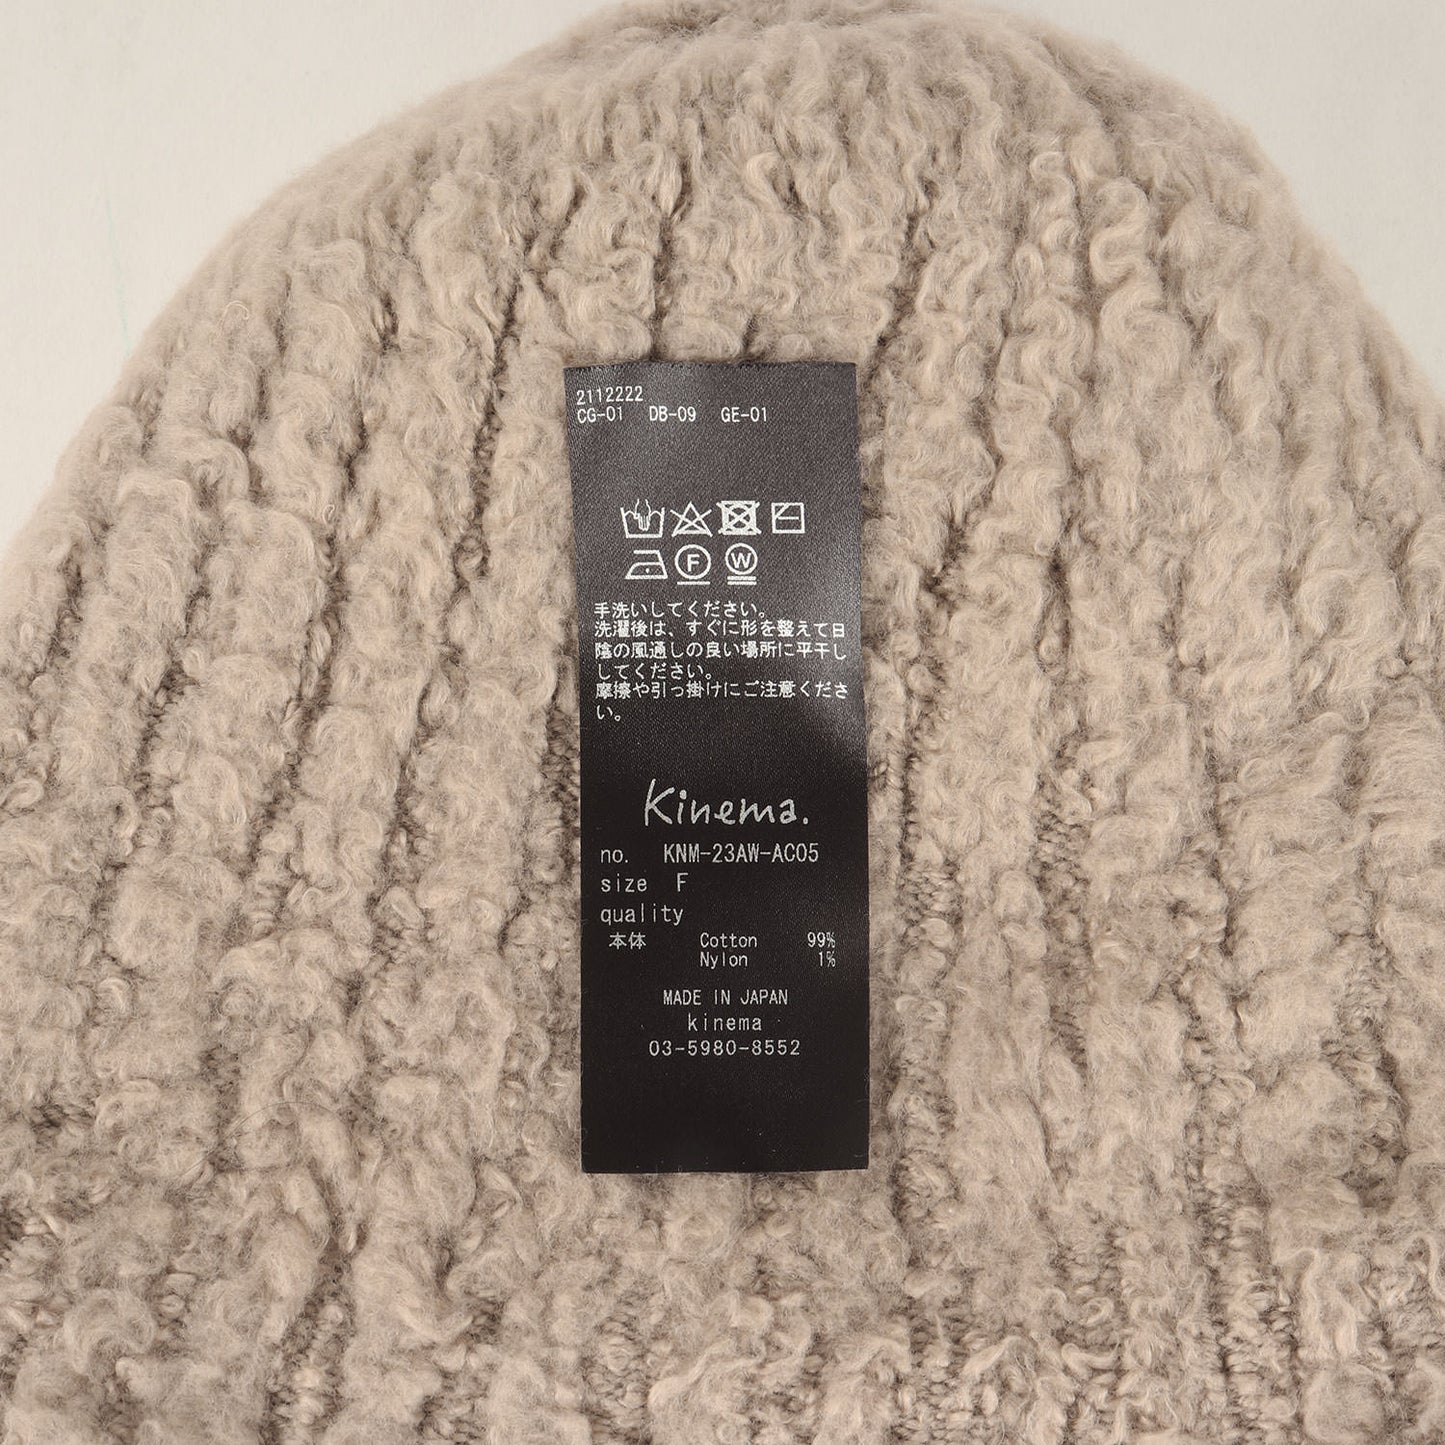 2112222
CG-01 DB-09 GE-01
F W
手洗いしてください。
洗濯後は、すぐに形を整えて日
陰の風通しの良い場所に平干し
してください。
摩擦や引っ掛けにご注意くださ
い。
Kinema.
no. KNM-23AW-AC05
size F
quality
本体 Cotton 99%
Nylon 1%
MADE IN JAPAN
kinema
03-5980-8552